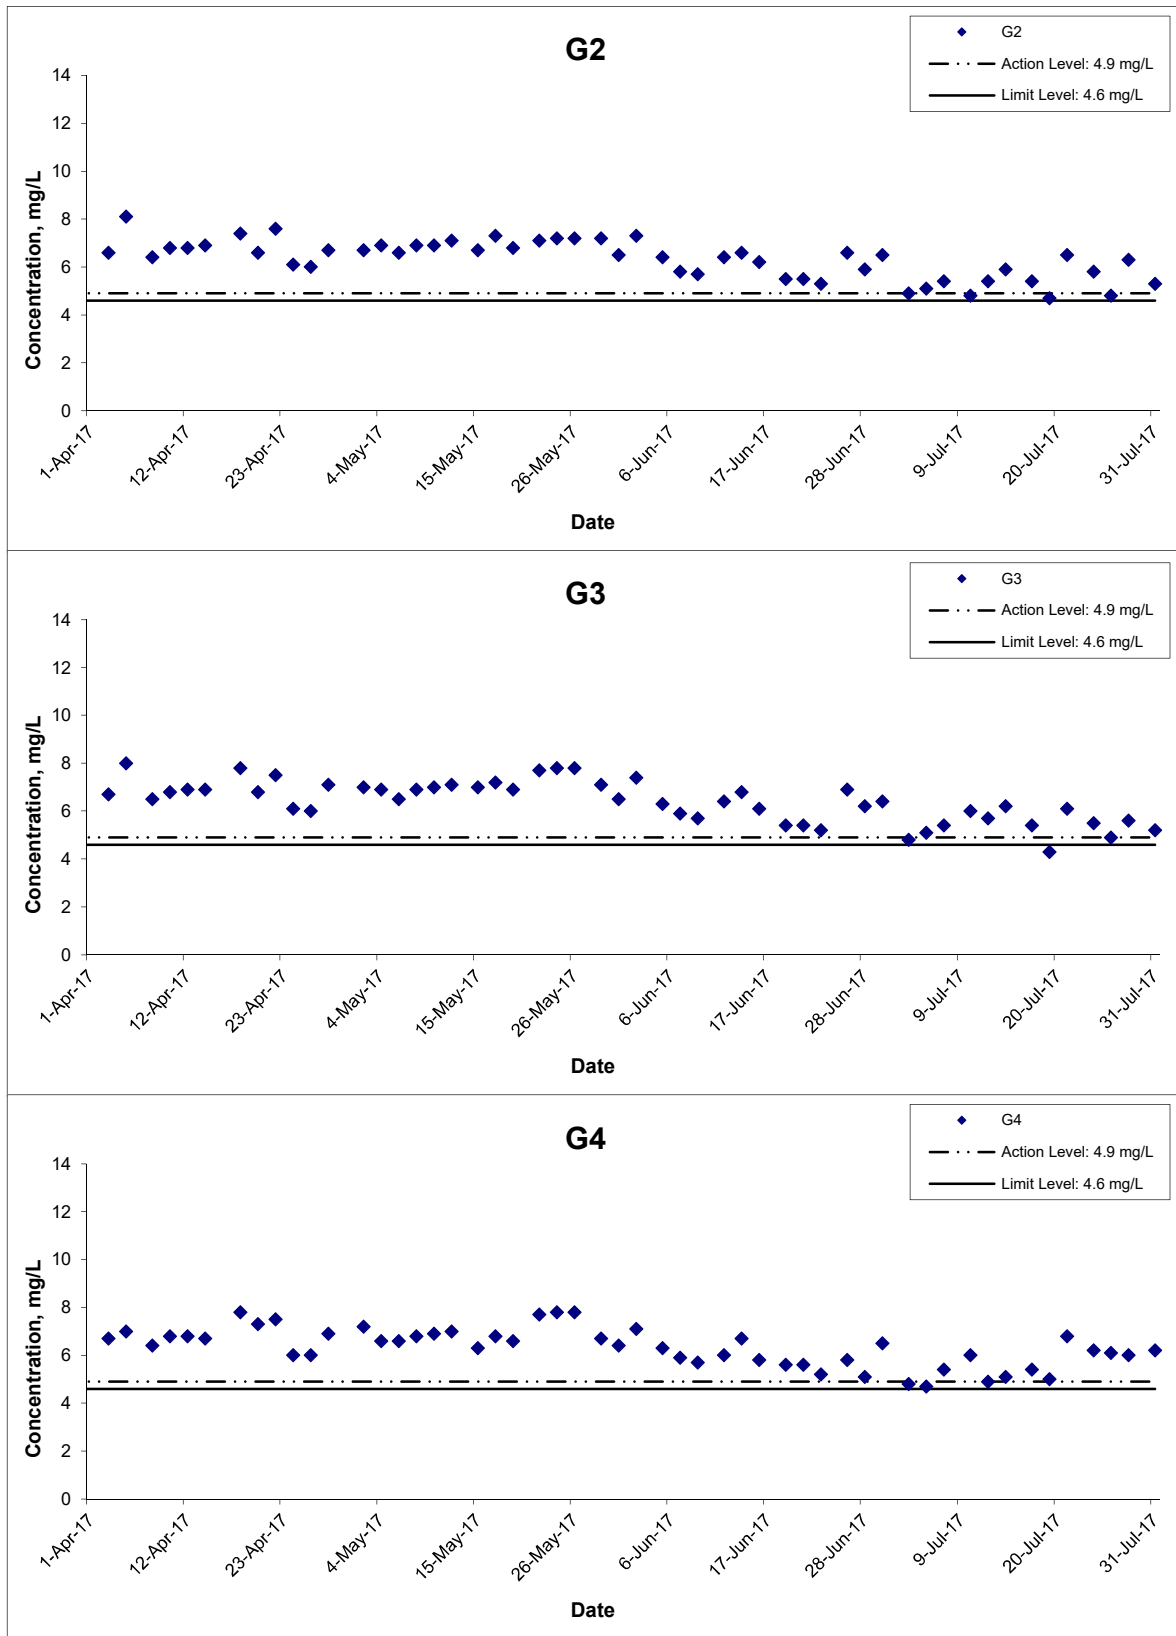 G2
G2
Action Level: 4.9 mg/L
Limit Level: 4.6 mg/L
Concentration, mg/L
14
12
10
8
6
4
2
0
1-Apr-17
12-Apr-17
23-Apr-17
4-May-17
15-May-17
26-May-17
6-Jun-17
17-Jun-17
28-Jun-17
9-Jul-17
20-Jul-17
31-Jul-17
Date
G3
G3
Action Level: 4.9 mg/L
Limit Level: 4.6 mg/L
Concentration, mg/L
14
12
10
8
6
4
2
0
1-Apr-17
12-Apr-17
23-Apr-17
4-May-17
15-May-17
26-May-17
6-Jun-17
17-Jun-17
28-Jun-17
9-Jul-17
20-Jul-17
31-Jul-17
Date
G4
G4
Action Level: 4.9 mg/L
Limit Level: 4.6 mg/L
Concentration, mg/L
14
12
10
8
6
4
2
0
1-Apr-17
12-Apr-17
23-Apr-17
4-May-17
15-May-17
26-May-17
6-Jun-17
17-Jun-17
28-Jun-17
9-Jul-17
20-Jul-17
31-Jul-17
Date